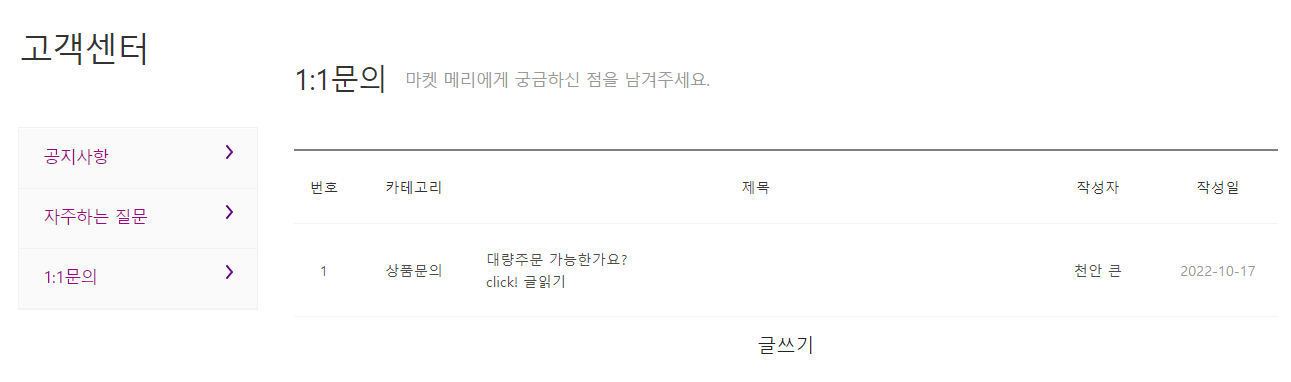 고객센터
공지사항
자주하는 질문
1:1문의
1:1문의 마켓 메리에게 궁금하신 점을 남겨주세요.
번호 카테고리 제목 작성자 작성일
1 상품문의 대량주문 가능한가요? 천안 큰 2022-10-17
click! 글읽기
글쓰기